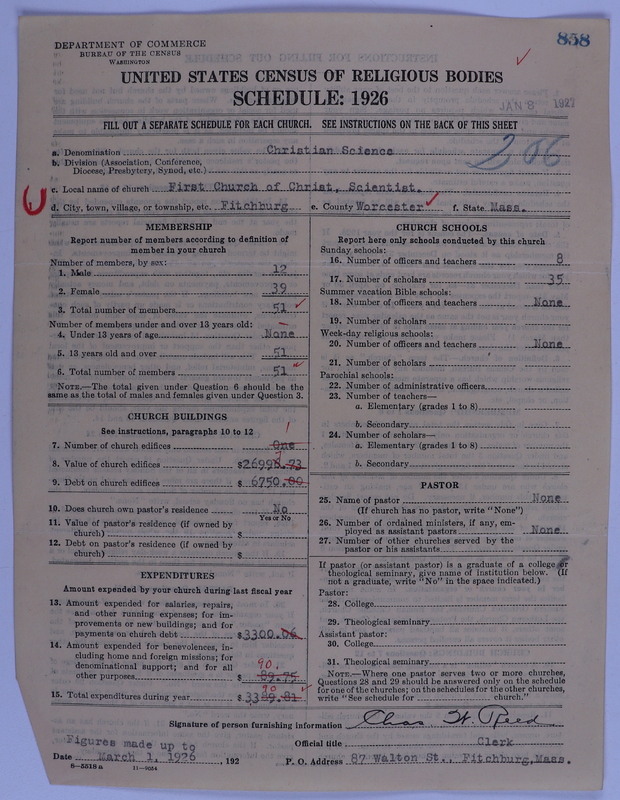 858
DEPARTMENT OF COMMERCE
BUREAU OF THE CENSUS
WASHINGTON
UNITED STATES CENSUS OF RELIGIOUS BODIES
SCHEDULE: 1926
JAN 8 1927
FILL OUT A SEPARATE SCHEDULE FOR EACH CHURCH. SEE INSTRUCTIONS ON THE BACK OF THIS SHEET
a. Denomination Christian Science
b. Division (Association, Conference, Diocese, Presbytery, Synod, etc.)
206
c. Local name of church First Church of Christ, Scientist.
d. City, town, village, or township, etc. Fitchburg e. County Worcester f. State Mass.
MEMBERSHIP
Report number of members according to definition of member in your church
Number of members, by sex:
1. Male 12
2. Female 39
3. Total number of members 51
Number of members under and over 13 years old:
4. Under 13 years of age None
5. 13 years old and over 51
6. Total number of members 51
NOTE.—The total given under Question 6 should be the same as the total of males and females given under Question 3.
CHURCH BUILDINGS
See instructions, paragraphs 10 to 12
7. Number of church edifices One 1
8. Value of church edifices $26998.73
9. Debt on church edifices $ 6750.00
10. Does church own pastor's residence No
Yes or No
11. Value of pastor's residence (if owned by church) $
12. Debt on pastor's residence (if owned by church) $
EXPENDITURES
Amount expended by your church during last fiscal year
13. Amount expended for salaries, repairs, and other running expenses; for improvements or new buildings; and for payments on church debt $3300.06
14. Amount expended for benevolences, including home and foreign missions; for denominational support; and for all other purposes $ 89.75 90.
15. Total expenditures during year $3389.81 90
CHURCH SCHOOLS
Report here only schools conducted by this church
Sunday schools:
16. Number of officers and teachers 8
17. Number of scholars 35
Summer vacation Bible schools:
18. Number of officers and teachers None
19. Number of scholars
Week-day religious schools:
20. Number of officers and teachers None
21. Number of scholars
Parochial schools:
22. Number of administrative officers
23. Number of teachers—
a. Elementary (grades 1 to 8)
b. Secondary
24. Number of scholars—
a. Elementary (grades 1 to 8)
b. Secondary
PASTOR
25. Name of pastor None
(If church has no pastor, write "None")
26. Number of ordained ministers, if any, employed as assistant pastors None
27. Number of other churches served by the pastor or his assistants
If pastor (or assistant pastor) is a graduate of a college or theological seminary, give name of institution below. (If not a graduate, write "No" in the space indicated.)
Pastor:
28. College
29. Theological seminary
Assistant pastor:
30. College
31. Theological seminary
NOTE.—Where one pastor serves two or more churches, Questions 28 and 29 should be answered only on the schedule for one of the churches; on the schedules for the other churches, write "See schedule for church."
Signature of person furnishing information Chas W. Reed
Figures made up to
Official title Clerk
Date March 1, 1926, 192
P. O. Address 87 Walton St., Fitchburg, Mass.
8—5518 a 11—9054